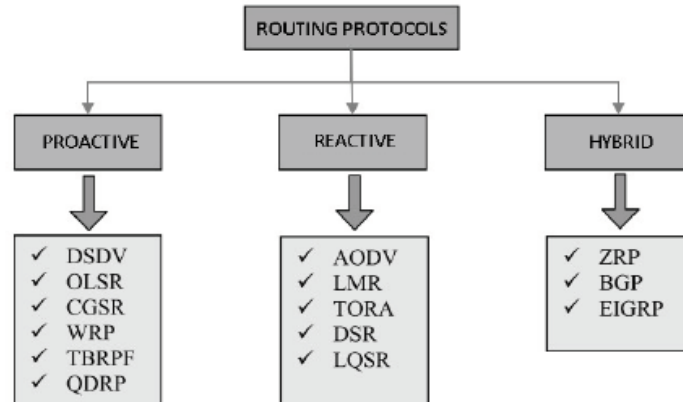 ROUTING PROTOCOLS
PROACTIVE
REACTIVE
HYBRID
✓ DSDV
✓ OLSR
✓ CGSR
✓ WRP
✓ TBRPF
✓ QDRP
✓ AODV
✓ LMR
✓ TORA
✓ DSR
✓ LQSR
✓ ZRP
✓ BGP
✓ EIGRP